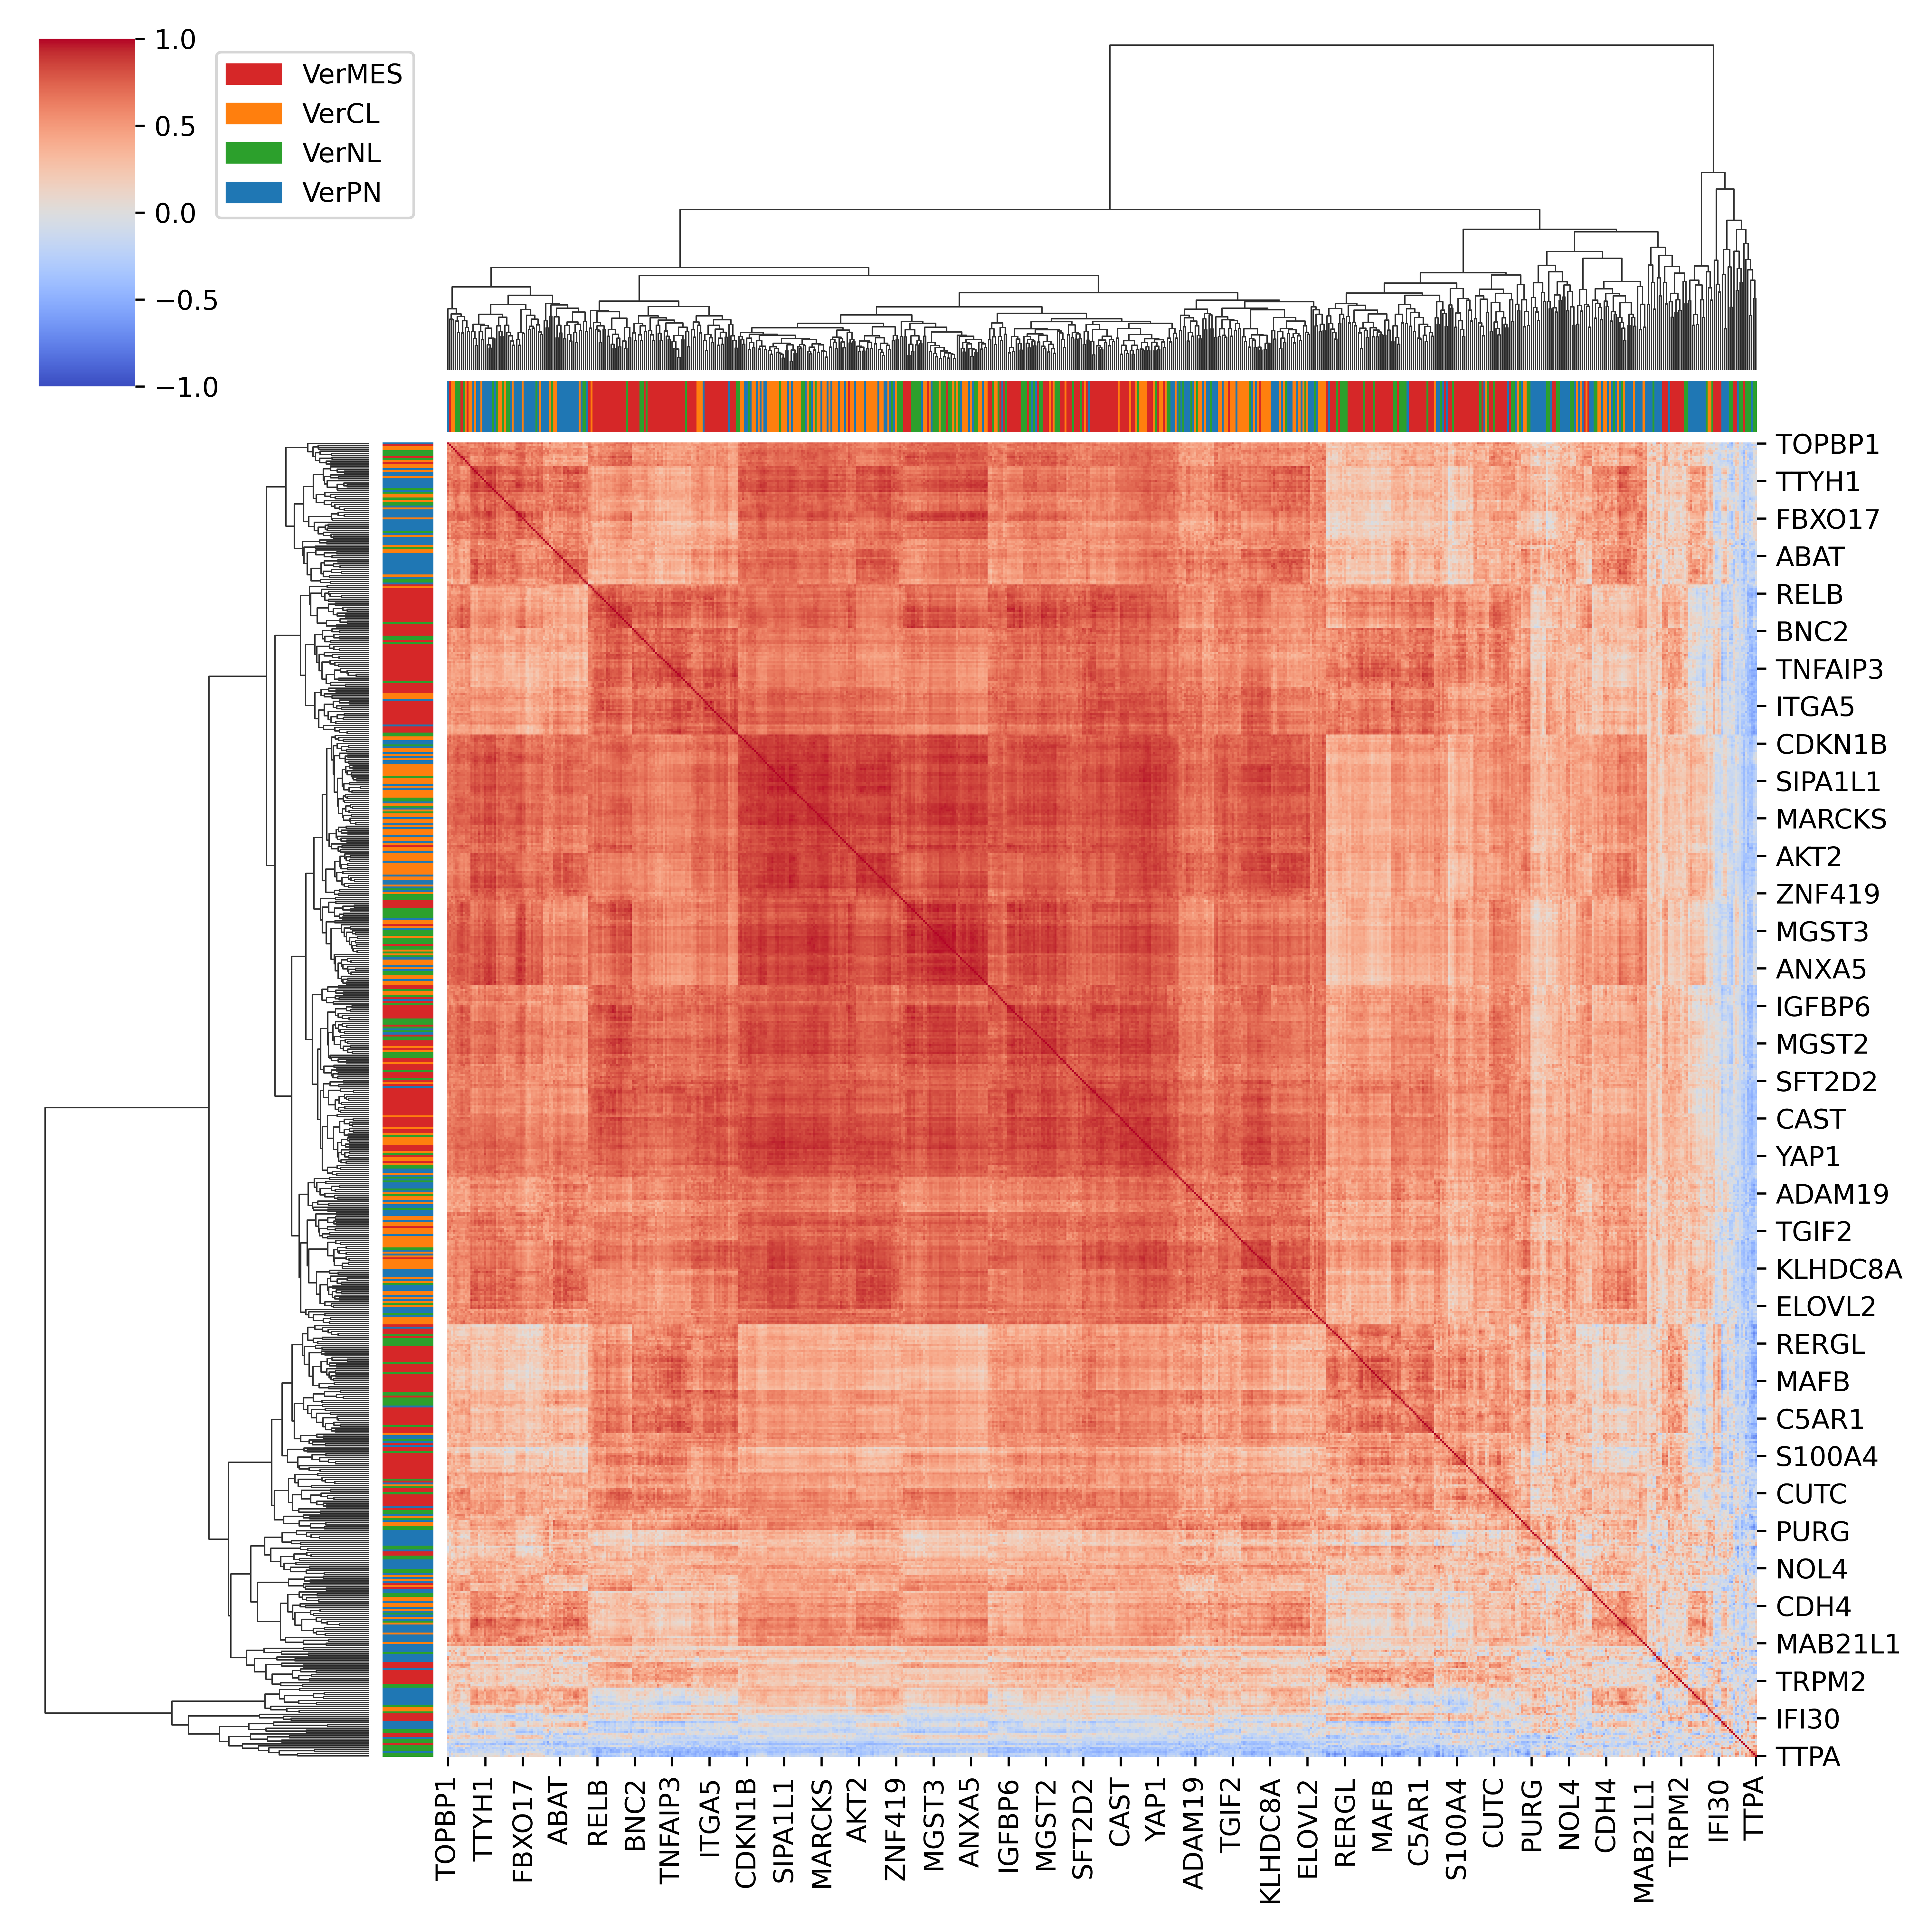 1.0
0.5
0.0
−0.5
−1.0
VerMES
VerCL
VerNL
VerPN
TOPBP1
TTYH1
FBXO17
ABAT
RELB
BNC2
TNFAIP3
ITGA5
CDKN1B
SIPA1L1
MARCKS
AKT2
ZNF419
MGST3
ANXA5
IGFBP6
MGST2
SFT2D2
CAST
YAP1
ADAM19
TGIF2
KLHDC8A
ELOVL2
RERGL
MAFB
C5AR1
S100A4
CUTC
PURG
NOL4
CDH4
MAB21L1
TRPM2
IFI30
TTPA
TOPBP1
TTYH1
FBXO17
ABAT
RELB
BNC2
TNFAIP3
ITGA5
CDKN1B
SIPA1L1
MARCKS
AKT2
ZNF419
MGST3
ANXA5
IGFBP6
MGST2
SFT2D2
CAST
YAP1
ADAM19
TGIF2
KLHDC8A
ELOVL2
RERGL
MAFB
C5AR1
S100A4
CUTC
PURG
NOL4
CDH4
MAB21L1
TRPM2
IFI30
TTPA